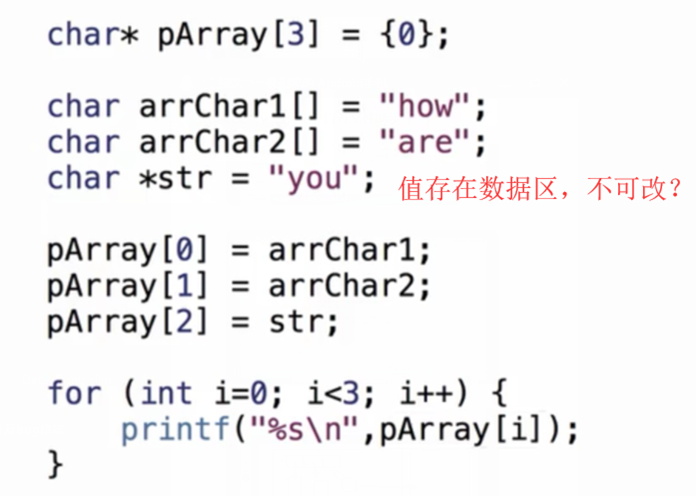 char* pArray[3] = {0};
char arrChar1[] = "how";
char arrChar2[] = "are";
char *str = "you"; 值存在数据区，不可改？
pArray[0] = arrChar1;
pArray[1] = arrChar2;
pArray[2] = str;
for (int i=0; i<3; i++) {
printf("%s\n",pArray[i]);
}